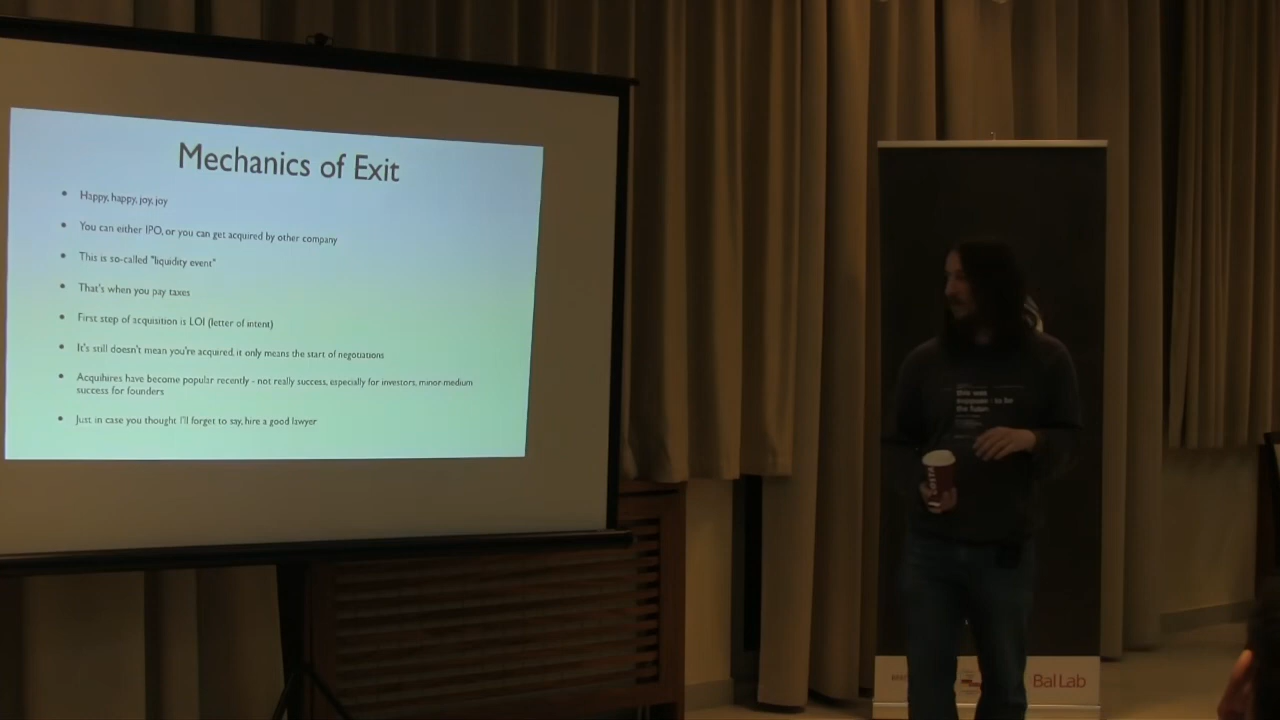 Mechanics of Exit
Happy, happy, joy, joy
You can either IPO, or you can get acquired by other company
This is so-called "liquidity event"
That's when you pay taxes
First step of acquisition is LOI (letter of intent)
It's still doesn't mean you're acquired, it only means the start of negotiations
Acquihires have become popular recently - not really success, especially for investors, minor-medium
success for founders
Just in case you thought I'll forget to say, hire a good lawyer
this was
the future
Bal Lab